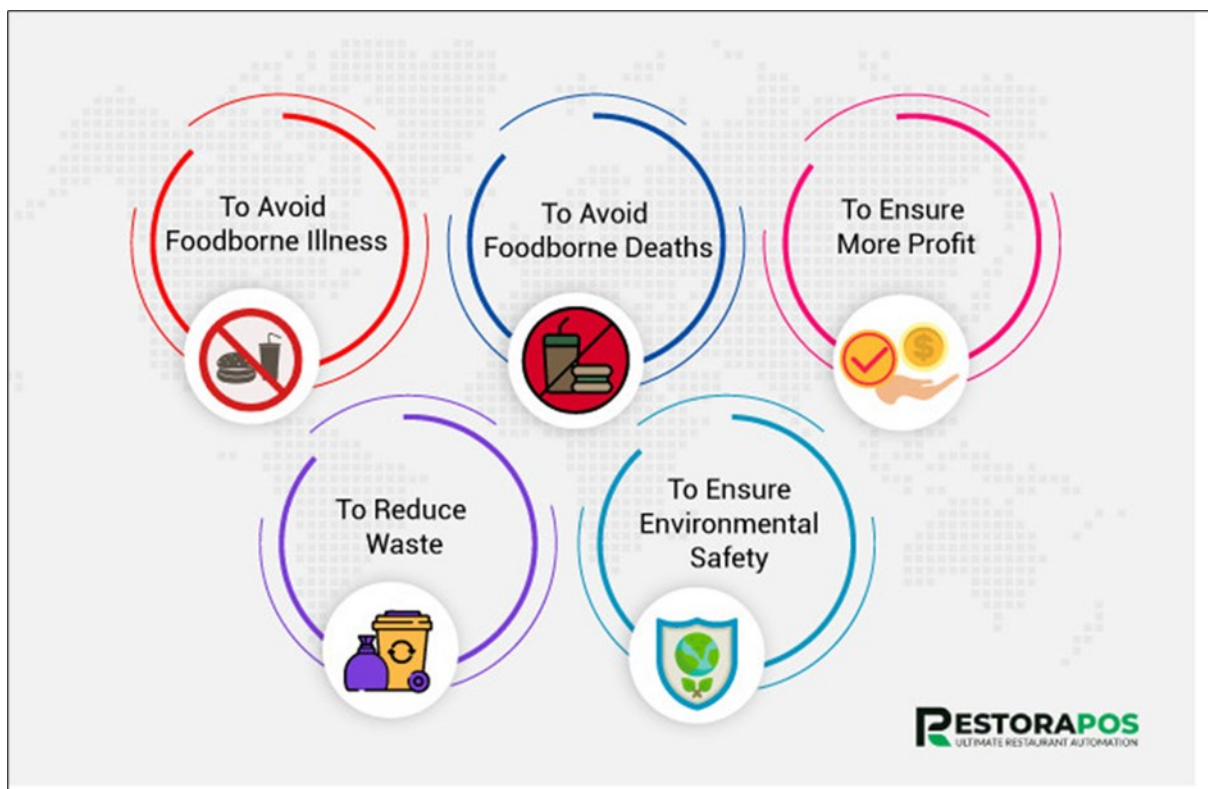 To Avoid
Foodborne Illness
To Avoid
Foodborne Deaths
To Ensure
More Profit
To Reduce
Waste
To Ensure
Environmental
Safety
RESTORAPOS
ULTIMATE RESTAURANT AUTOMATION